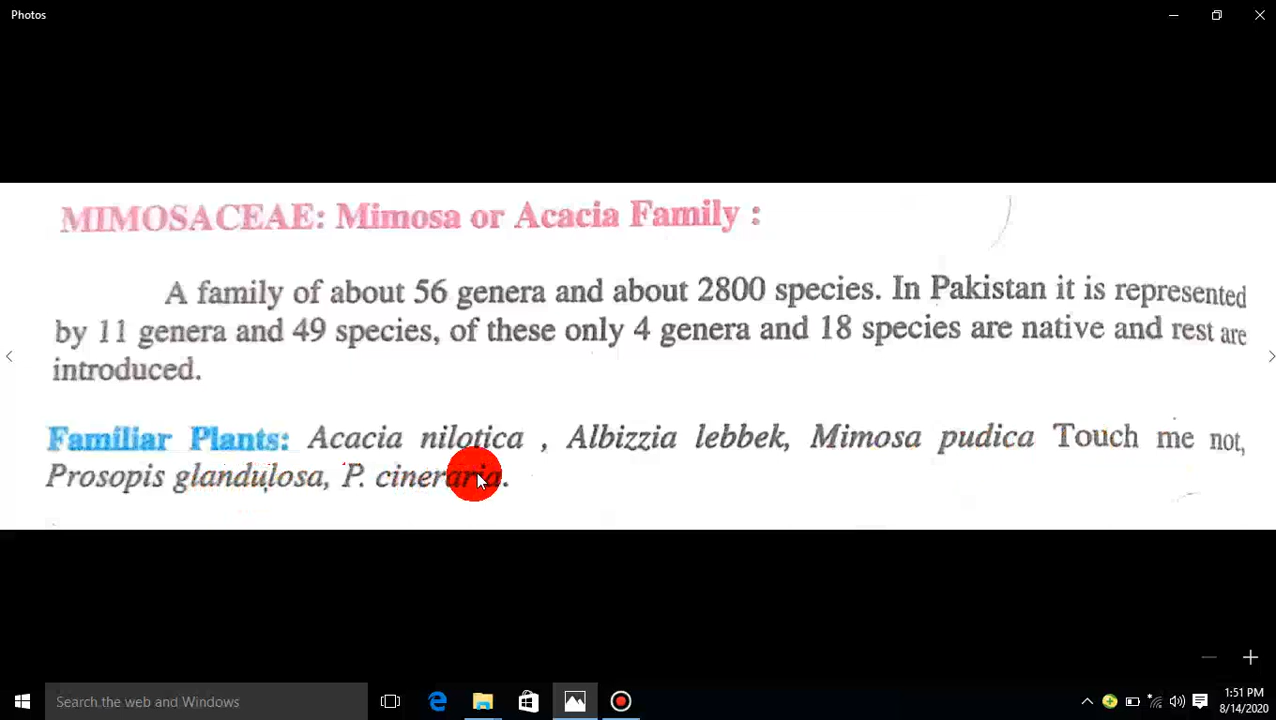 Photos
MIMOSACEAE: Mimosa or Acacia Family :
A family of about 56 genera and about 2800 species. In Pakistan it is represented
by 11 genera and 49 species, of these only 4 genera and 18 species are native and rest are
introduced.
Familiar Plants: Acacia nilotica , Albizzia lebbek, Mimosa pudica Touch me not,
Prosopis glandulosa, P. cineraria.
Search the web and Windows
1:51 PM
8/14/2020